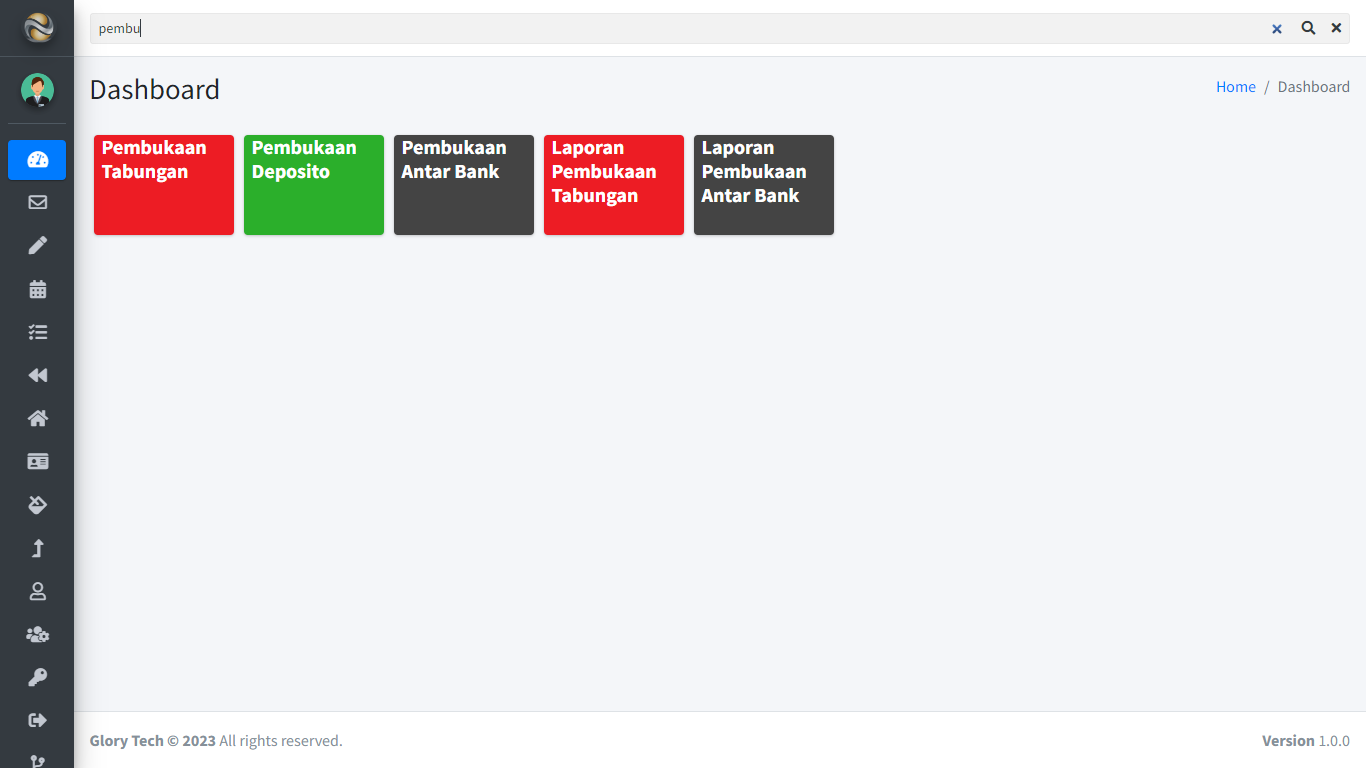 pembu
Dashboard
Home / Dashboard
Pembukaan
Tabungan
Pembukaan
Deposito
Pembukaan
Antar Bank
Laporan
Pembukaan
Tabungan
Laporan
Pembukaan
Antar Bank
Glory Tech © 2023 All rights reserved.
Version 1.0.0